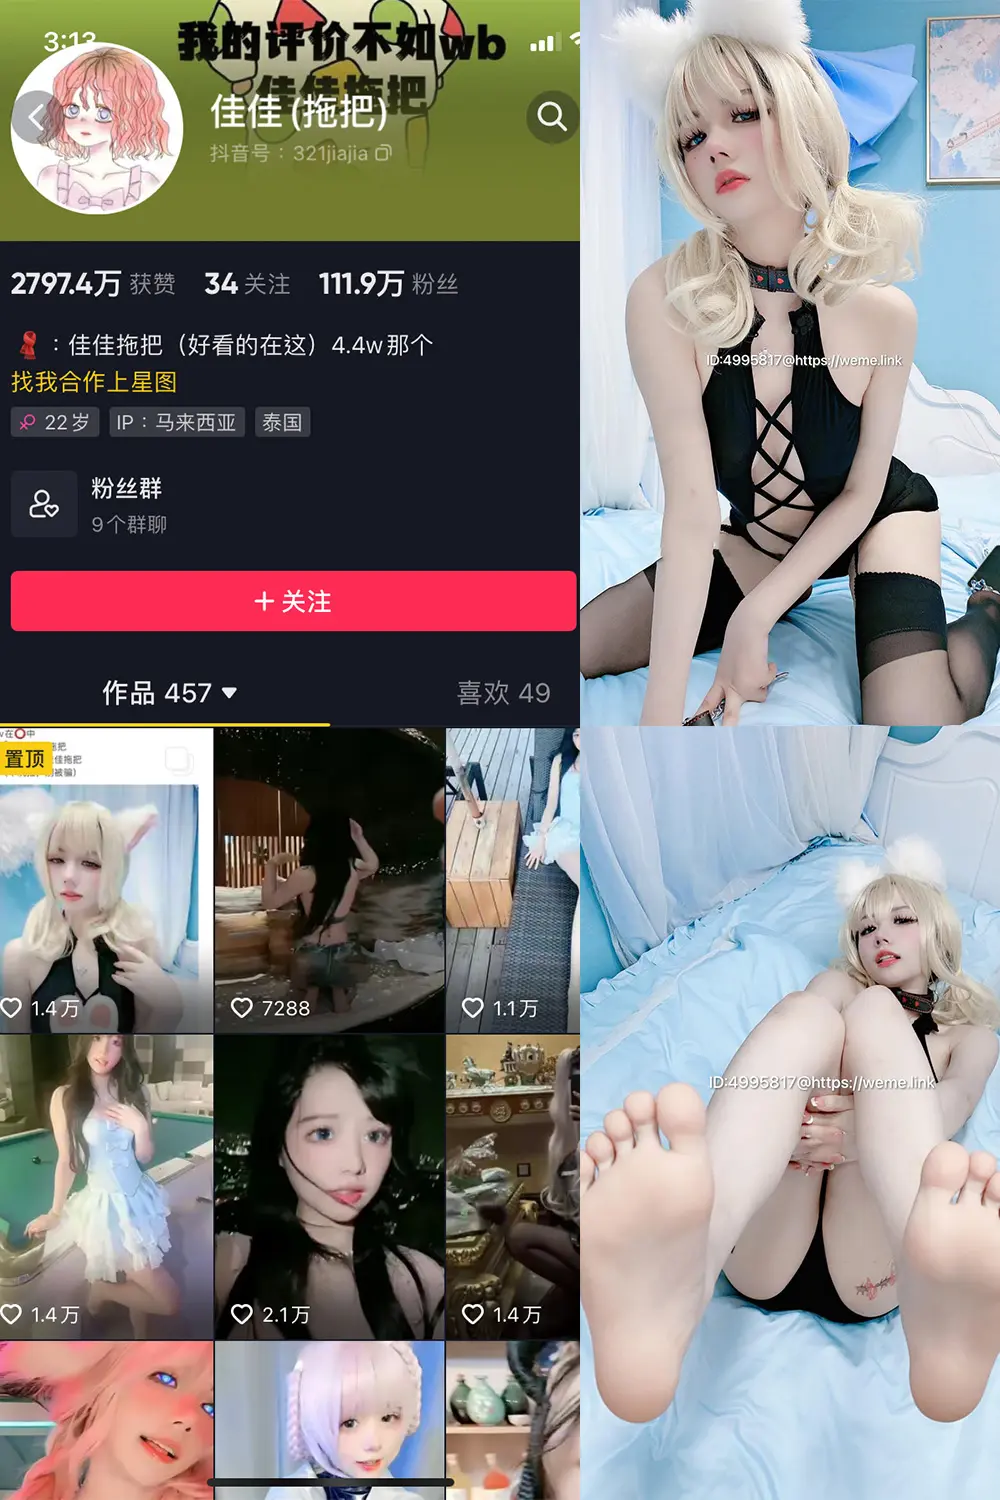 我的评价不如wb
佳佳拖把
3:13
佳佳(拖把)
抖音号：321jiajia
2797.4万 获赞 34 关注 111.9万 粉丝
：佳佳拖把（好看的在这）4.4w那个
找我合作上星图
22岁 IP：马来西亚 泰国
粉丝群
9个群聊
+ 关注
作品 457 喜欢 49
置顶
1.4万 7288 1.1万
1.4万 2.1万 1.4万
ID:4995817@https://weme.link
ID:4995817@https://weme.link